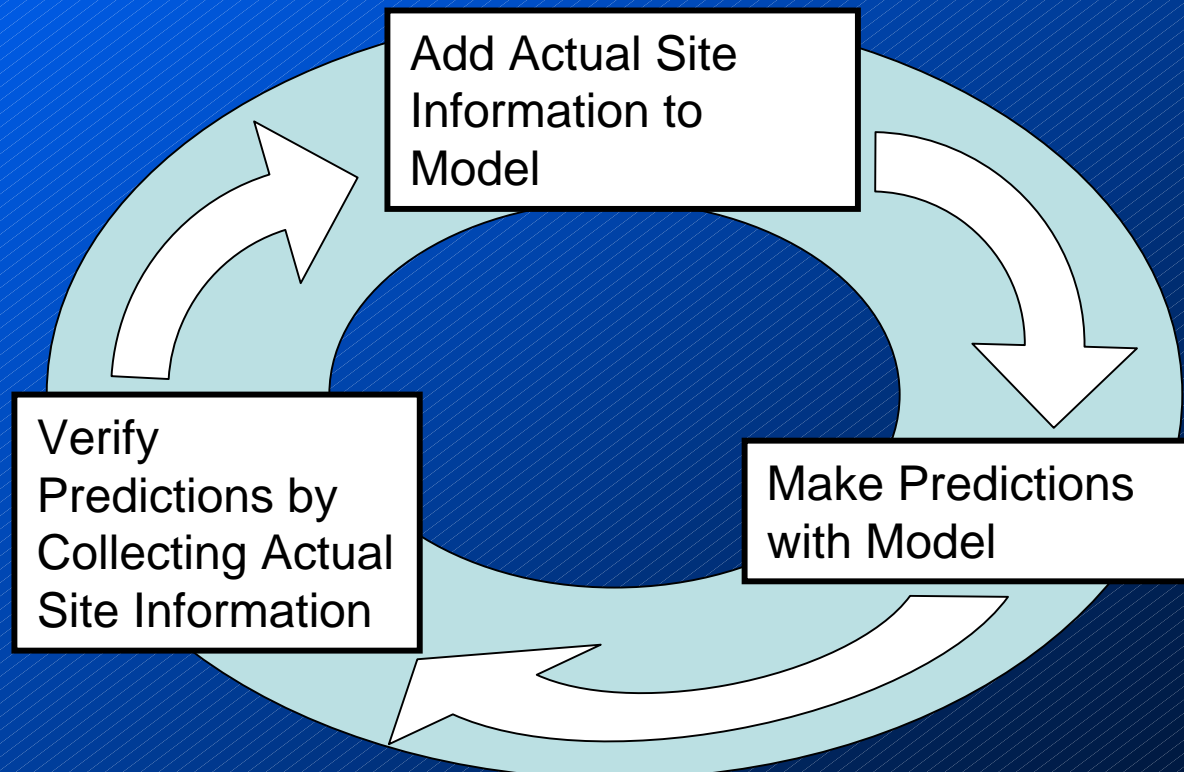 Add Actual Site
Information to
Model
Make Predictions
with Model
Verify
Predictions by
Collecting Actual
Site Information